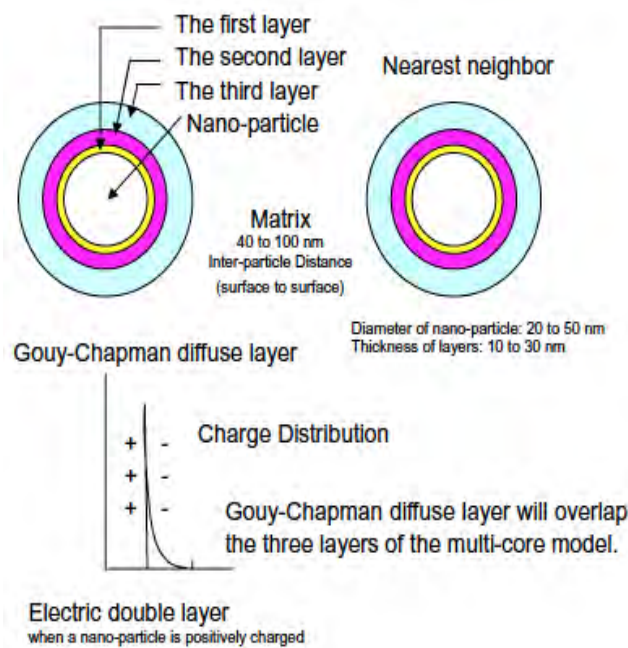 The first layer
The second layer
The third layer
Nano-particle
Nearest neighbor
Matrix
40 to 100 nm
Inter-particle Distance
(surface to surface)
Diameter of nano-particle: 20 to 50 nm
Thickness of layers: 10 to 30 nm
Gouy-Chapman diffuse layer
Charge Distribution
+ -
+ -
+ -
Gouy-Chapman diffuse layer will overlap
the three layers of the multi-core model.
Electric double layer
when a nano-particle is positively charged